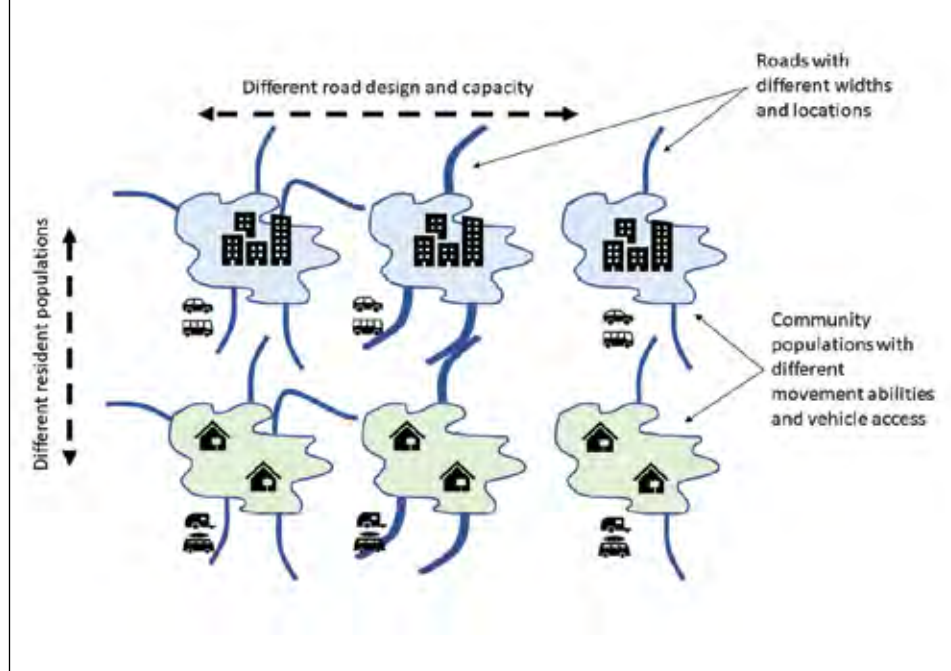 Roads with
different widths
and locations
Different road design and capacity
Different resident populations
Community
populations with
different
movement abilities
and vehicle access